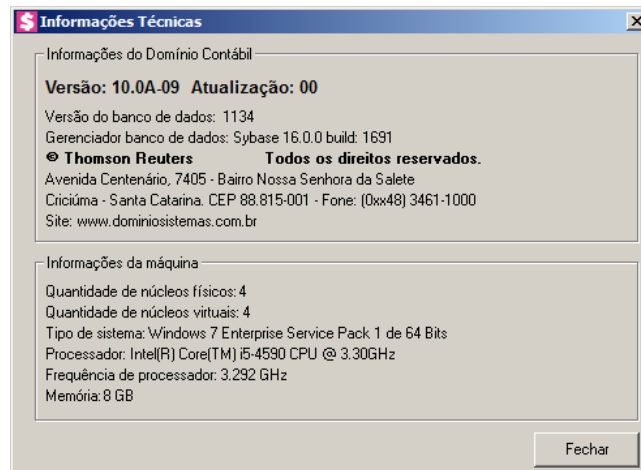 Informações Técnicas
Informações do Domínio Contábil
Versão: 10.0A-09 Atualização: 00
Versão do banco de dados: 1134
Gerenciador banco de dados: Sybase 16.0.0 build: 1691
© Thomson Reuters Todos os direitos reservados.
Avenida Centenário, 7405 - Bairro Nossa Senhora da Salete
Criciúma - Santa Catarina. CEP 88.815-001 - Fone: (0xx48) 3461-1000
Site: www.dominiosistemas.com.br
Informações da máquina
Quantidade de núcleos físicos: 4
Quantidade de núcleos virtuais: 4
Tipo de sistema: Windows 7 Enterprise Service Pack 1 de 64 Bits
Processador: Intel(R) Core(TM) i5-4590 CPU @ 3.30GHz
Frequência de processador: 3.292 GHz
Memória: 8 GB
Fechar